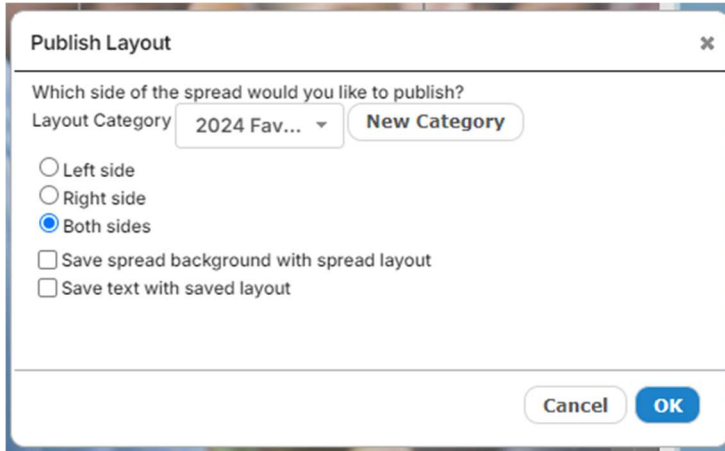 Publish Layout ✖
Which side of the spread would you like to publish?
Layout Category 2024 Fav... New Category
Left side
Right side
Both sides
Save spread background with spread layout
Save text with saved layout
Cancel OK